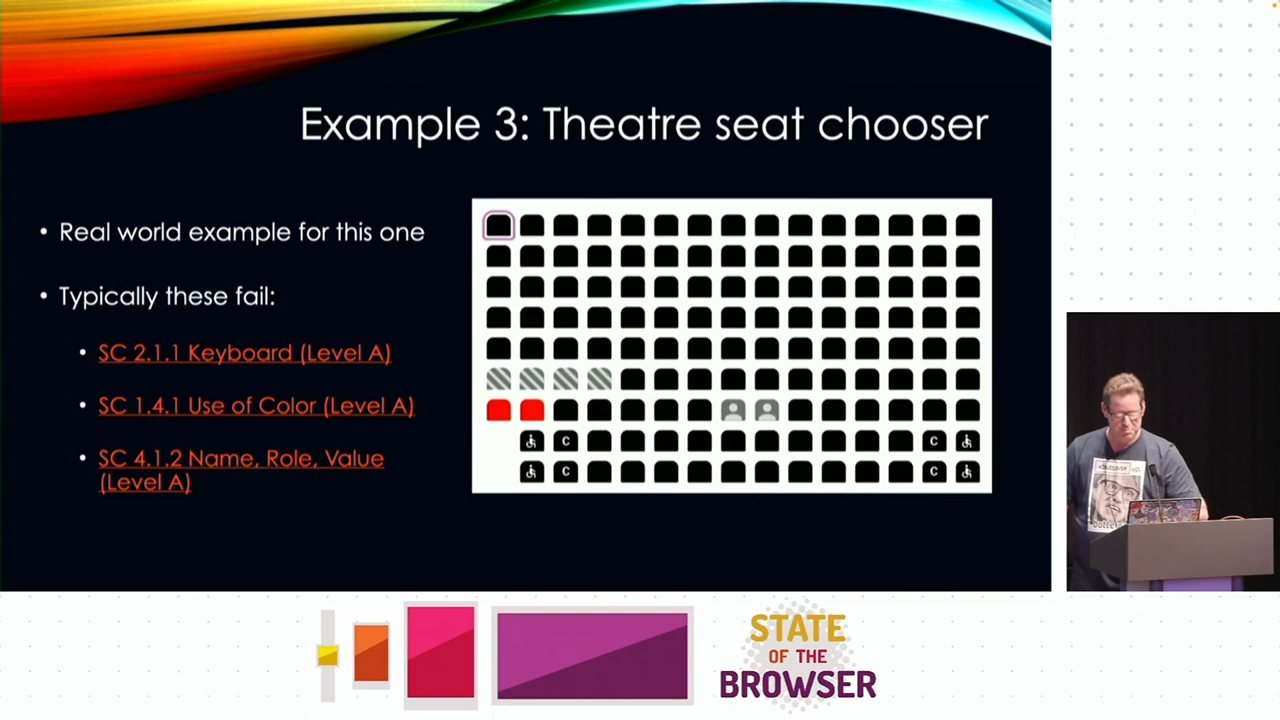 Example 3: Theatre seat chooser
• Real world example for this one
• Typically these fail:
• SC 2.1.1 Keyboard (Level A)
• SC 1.4.1 Use of Color (Level A)
• SC 4.1.2 Name, Role, Value
(Level A)
C C
C C
STATE
OF THE
BROWSER